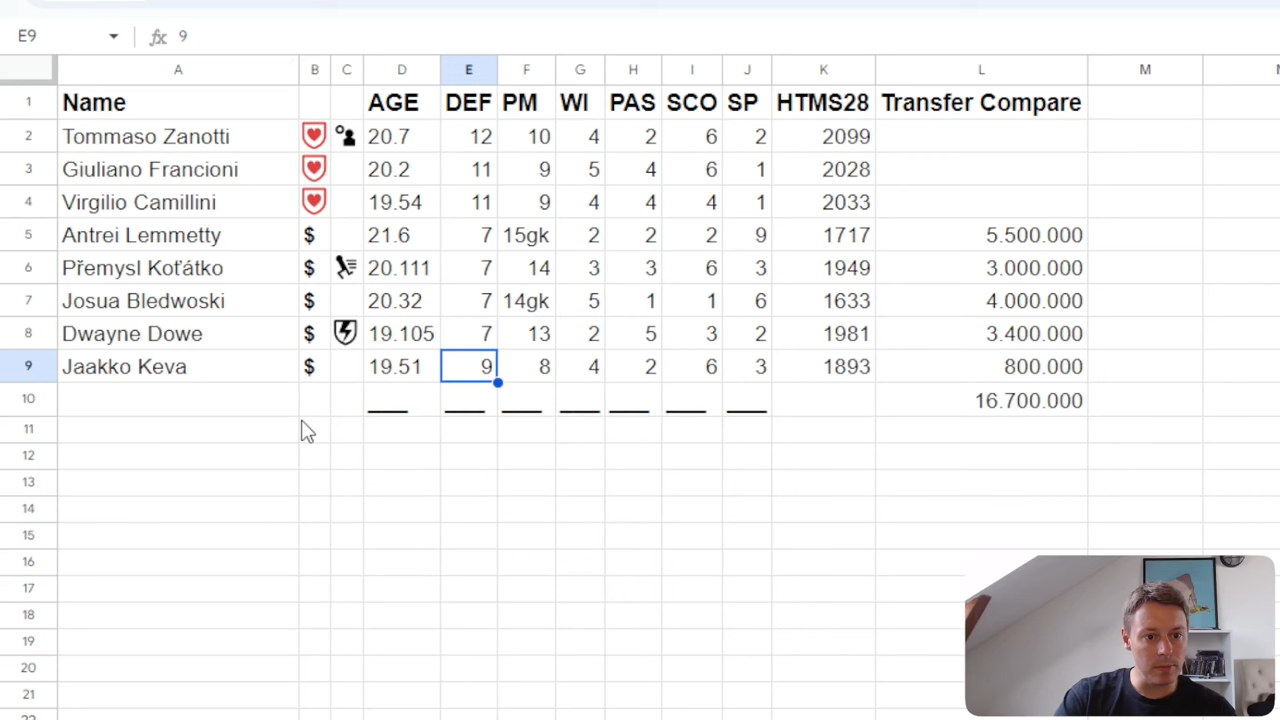 E9 fx 9
A B C D E F G H I J K L M
1 Name AGE DEF PM WI PAS SCO SP HTMS28 Transfer Compare
2 Tommaso Zanotti 20.7 12 10 4 2 6 2 2099
3 Giuliano Francioni 20.2 11 9 5 4 6 1 2028
4 Virgilio Camillini 19.54 11 9 4 4 4 1 2033
5 Antrei Lemmetty $ 21.6 7 15gk 2 2 2 9 1717 5.500.000
6 Přemysl Koťátko $ 20.111 7 14 3 3 6 3 1949 3.000.000
7 Josua Bledwoski $ 20.32 7 14gk 5 1 1 6 1633 4.000.000
8 Dwayne Dowe $ 19.105 7 13 2 5 3 2 1981 3.400.000
9 Jaakko Keva $ 19.51 9 8 4 2 6 3 1893 800.000
10 16.700.000
11
12
13
14
15
16
17
18
19
20
21